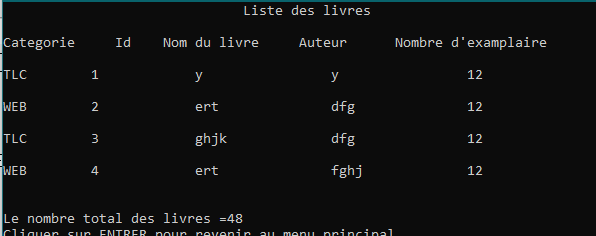 Liste des livres
Categorie Id Nom du livre Auteur Nombre d'examplaire
TLC 1 y y 12
WEB 2 ert dfg 12
TLC 3 ghjk dfg 12
WEB 4 ert fghj 12
Le nombre total des livres =48
Cliquer sur ENTRER pour revenir au menu principal